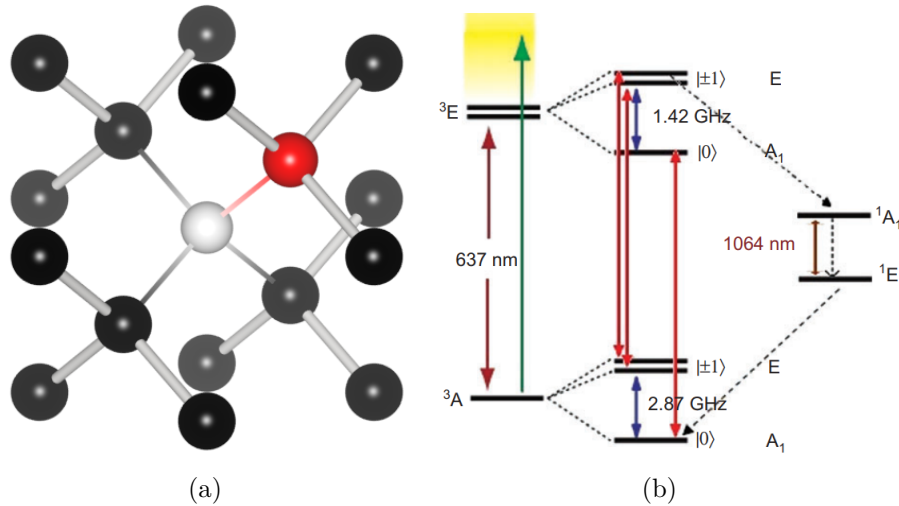 |±1⟩ E
³E
1.42 GHz
|0⟩ A₁
¹A₁
637 nm
1064 nm
¹E
|±1⟩ E
³A
2.87 GHz
|0⟩ A₁
(a)
(b)